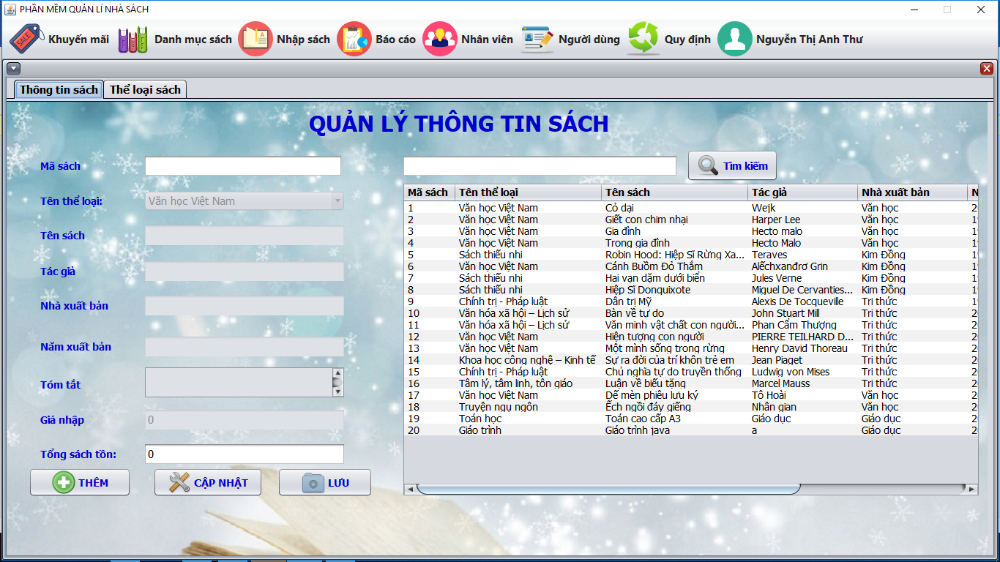 PHẦN MỀM QUẢN LÍ NHÀ SÁCH
Khuyến mãi Danh mục sách Nhập sách Báo cáo Nhân viên Người dùng Quy định Nguyễn Thị Anh Thư
Thông tin sách Thể loại sách
QUẢN LÝ THÔNG TIN SÁCH
Mã sách
Tên thể loại: Văn học Việt Nam
Tên sách
Tác giả
Nhà xuất bản
Năm xuất bản
Tóm tắt
Giá nhập 0
Tổng sách tồn: 0
THÊM CẬP NHẬT LƯU
Tìm kiếm
Mã sách Tên thể loại Tên sách Tác giả Nhà xuất bản N
1 Văn học Việt Nam Cỏ dại Wejk Văn học 2
2 Văn học Việt Nam Giết con chim nhại Harper Lee Văn học 1
3 Văn học Việt Nam Gia đình Hecto malo Văn học 1
4 Văn học Việt Nam Trong gia đình Hecto Malo Văn học 1
5 Sách thiếu nhi Robin Hood: Hiệp Sĩ Rừng Xa... Teraves Kim Đồng 1
6 Văn học Việt Nam Cánh Buồm Đỏ Thắm Alếchxanđrơ Grin Kim Đồng 1
7 Sách thiếu nhi Hai vạn dặm dưới biển Jules Verne Kim Đồng 1
8 Sách thiếu nhi Hiệp Sĩ Donquixote Miguel De Cervanties... Kim Đồng 1
9 Chính trị - Pháp luật Dân trị Mỹ Alexis De Tocqueville Tri thức 1
10 Văn hóa xã hội – Lịch sử Bàn về tự do John Stuart Mill Tri thức 2
11 Văn hóa xã hội – Lịch sử Văn minh vật chất con người... Phan Cẩm Thượng Tri thức 2
12 Văn học Việt Nam Hiện tượng con người PIERRE TEILHARD D... Tri thức 2
13 Văn học Việt Nam Một mình sống trong rừng Henry David Thoreau Tri thức 2
14 Khoa học công nghệ – Kinh tế Sự ra đời của trí khôn trẻ em Jean Piaget Tri thức 2
15 Chính trị - Pháp luật Chủ nghĩa tự do truyền thống Ludwig von Mises Tri thức 2
16 Tâm lý, tâm linh, tôn giáo Luận về biếu tặng Marcel Mauss Tri thức 2
17 Văn học Việt Nam Dế mèn phiêu lưu ký Tô Hoài Văn học 2
18 Truyện ngụ ngôn Ếch ngồi đáy giếng Nhân gian Văn học 2
19 Toán học Toán cao cấp A3 Giáo dục Giáo dục 2
20 Giáo trình Giáo trình java a Giáo dục 2